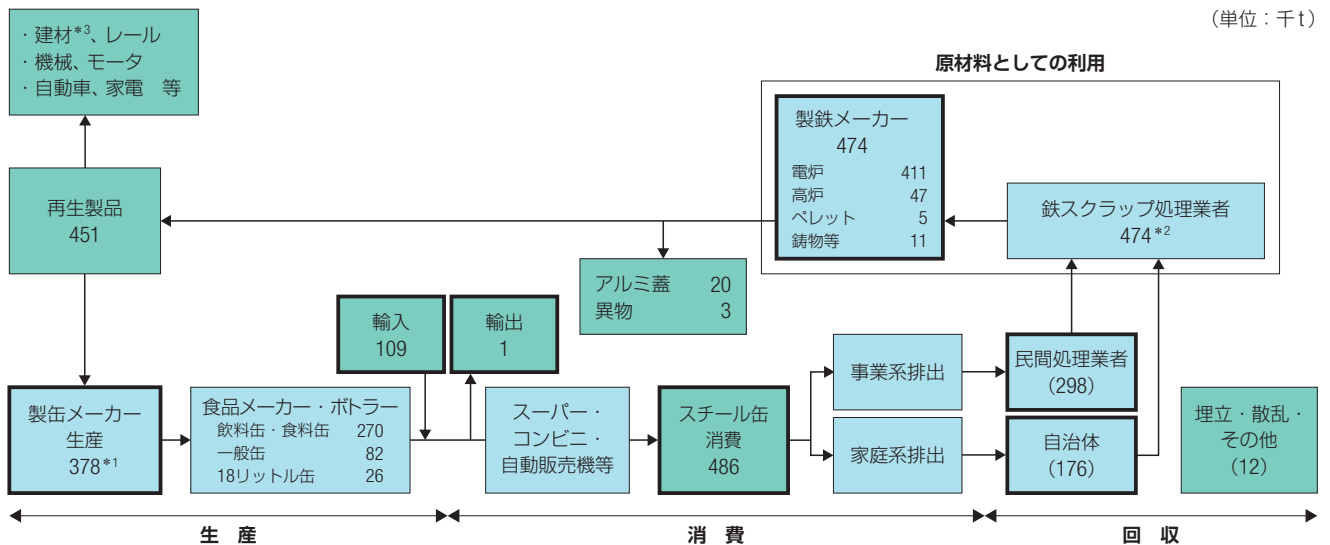 (単位：千t)
・建材*3、レール
・機械、モータ
・自動車、家電 等
原材料としての利用
製鉄メーカー
474
電炉 411
高炉 47
ペレット 5
鋳物等 11
鉄スクラップ処理業者
474*2
再生製品
451
アルミ蓋 20
異物 3
輸入
109
輸出
1
製缶メーカー
生産
378*1
食品メーカー・ボトラー
飲料缶・食料缶 270
一般缶 82
18リットル缶 26
スーパー・
コンビニ・
自動販売機等
スチール缶
消費
486
事業系排出
家庭系排出
民間処理業者
(298)
自治体
(176)
埋立・散乱・
その他
(12)
生 産
消 費
回 収